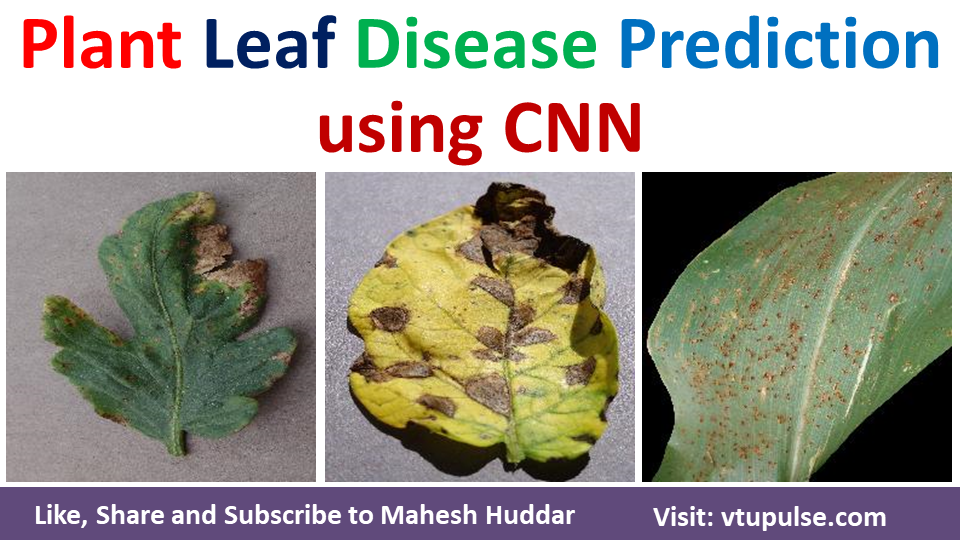 Plant Leaf Disease Prediction
using CNN
Like, Share and Subscribe to Mahesh Huddar
Visit: vtupulse.com